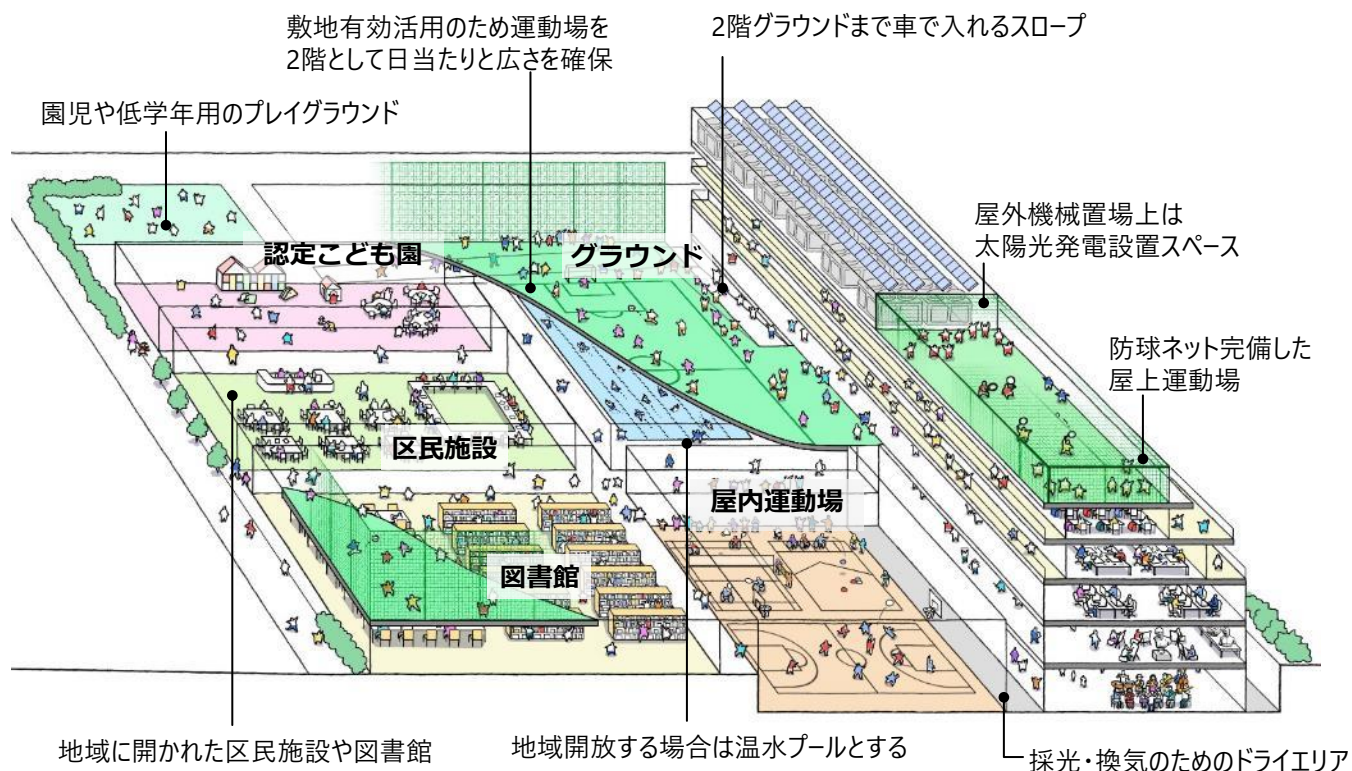 敷地有効活用のため運動場を
2階として日当たりと広さを確保
2階グラウンドまで車で入れるスロープ
園児や低学年用のプレイグラウンド
屋外機械置場上は
太陽光発電設置スペース
認定こども園
グラウンド
防球ネット完備した
屋上運動場
区民施設
屋内運動場
図書館
地域に開かれた区民施設や図書館
地域開放する場合は温水プールとする
採光・換気のためのドライエリア